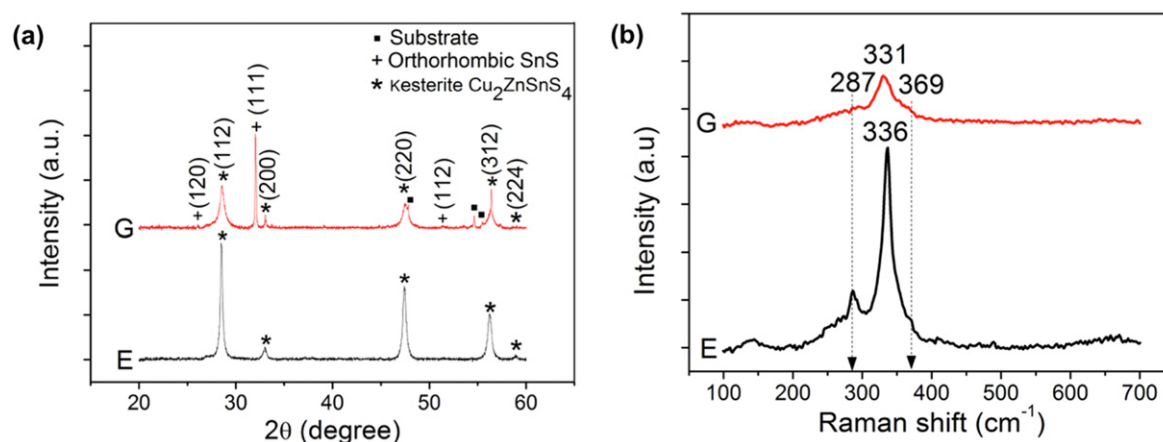 (a)
■ Substrate
+ Orthorhombic SnS
* Kesterite Cu₂ZnSnS₄
+(120)
*(112)
+(111)
*(200)
*(220)
+(112)
*(312)
*(224)
G
E
Intensity (a.u.)
20 30 40 50 60
2θ (degree)
(b)
331
287 369
G
336
E
Intensity (a.u)
100 200 300 400 500 600 700
Raman shift (cm⁻¹)